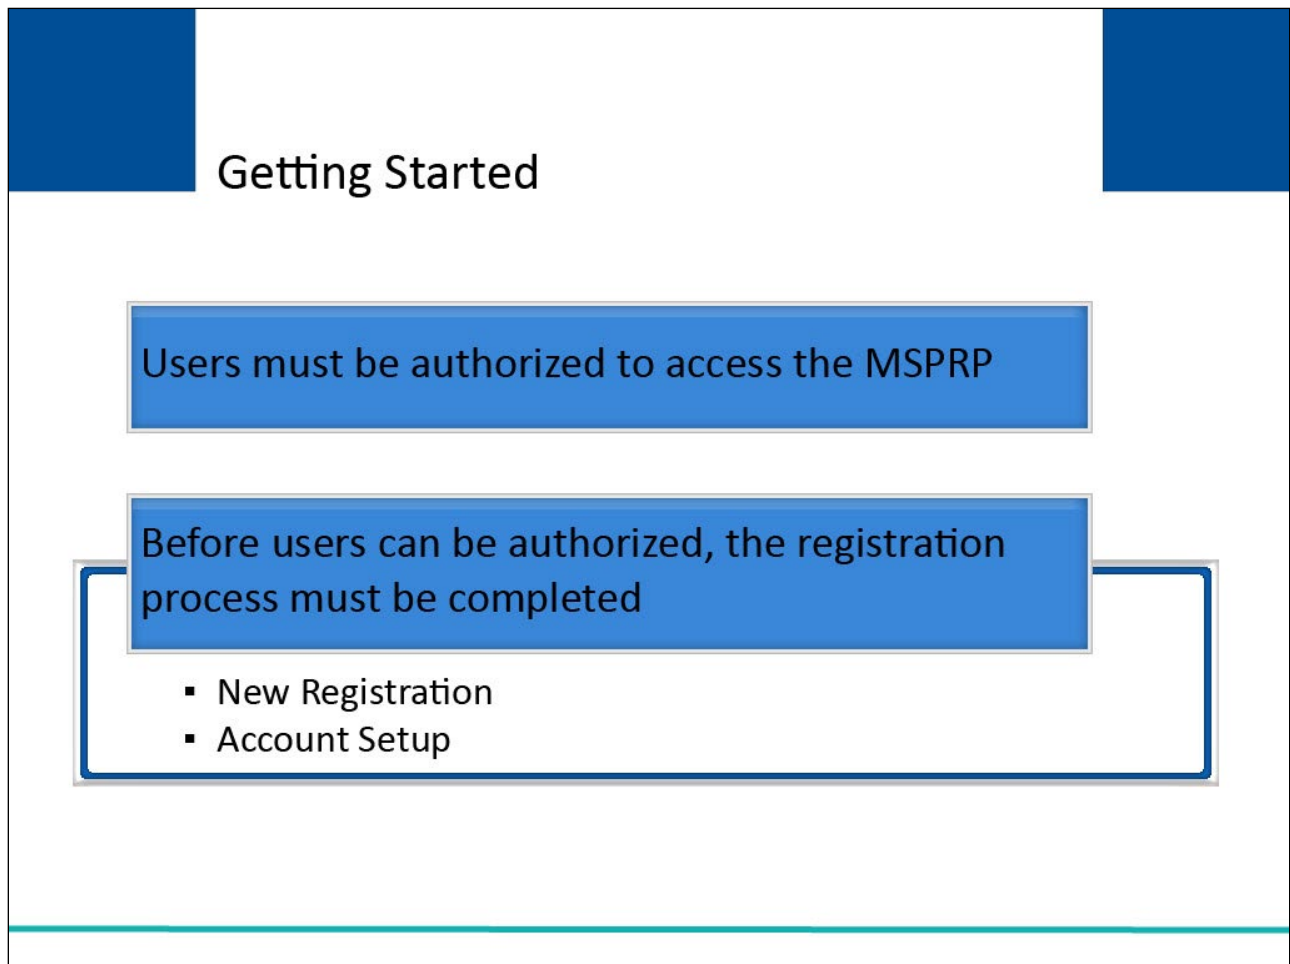 Getting Started
Users must be authorized to access the MSPRP
Before users can be authorized, the registration
process must be completed
▪ New Registration
▪ Account Setup